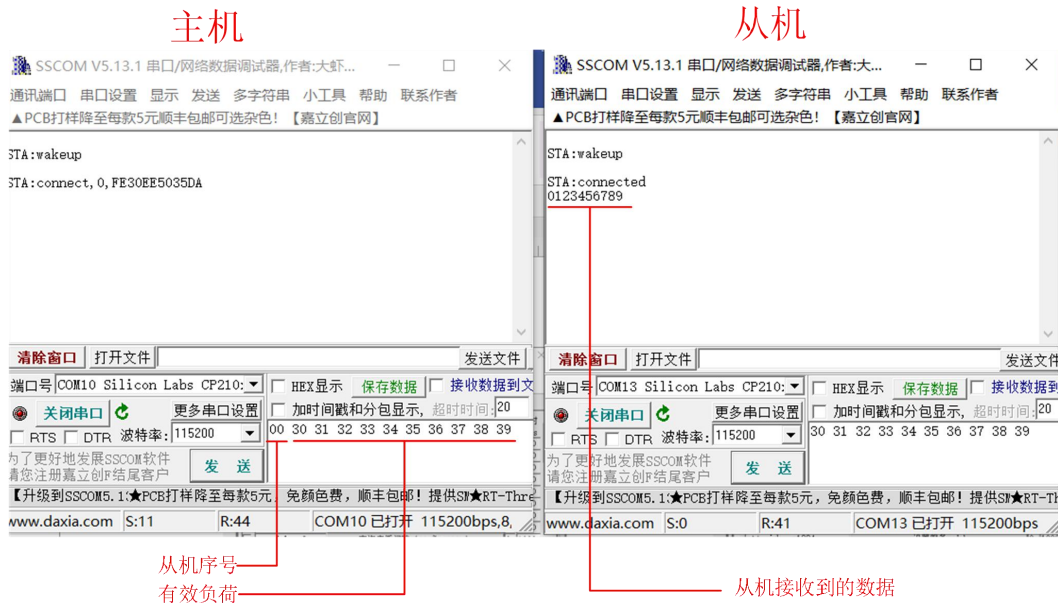 主机
从机
SSCOM V5.13.1 串口/网络数据调试器,作者:大虾...
通讯端口 串口设置 显示 发送 多字符串 小工具 帮助 联系作者
▲PCB打样降至每款5元顺丰包邮可选杂色！【嘉立创官网】
STA:wakeup
STA:connect,0,FE30EE5035DA
清除窗口 打开文件 发送文件
端口号 COM10 Silicon Labs CP210: HEX显示 保存数据 接收数据到文
关闭串口 更多串口设置 加时间戳和分包显示, 超时时间:20
RTS DTR 波特率: 115200 00 30 31 32 33 34 35 36 37 38 39
为了更好地发展SSCOM软件
请您注册嘉立创F结尾客户
发 送
【升级到SSCOM5.13★PCB打样降至每款5元，免颜色费，顺丰包邮！提供SM★RT-Thre
www.daxia.com S:11 R:44 COM10 已打开 115200bps,8,
SSCOM V5.13.1 串口/网络数据调试器,作者:大...
通讯端口 串口设置 显示 发送 多字符串 小工具 帮助 联系作者
▲PCB打样降至每款5元顺丰包邮可选杂色！【嘉立创官网】
STA:wakeup
STA:connected
0123456789
清除窗口 打开文件 发送文件
端口号 COM13 Silicon Labs CP210: HEX显示 保存数据 接收数据到
关闭串口 更多串口设置 加时间戳和分包显示, 超时时间:20
RTS DTR 波特率: 115200 30 31 32 33 34 35 36 37 38 39
为了更好地发展SSCOM软件
请您注册嘉立创F结尾客户
发 送
【升级到SSCOM5.13★PCB打样降至每款5元，免颜色费，顺丰包邮！提供SM★RT-Th
www.daxia.com S:0 R:41 COM13 已打开 115200bps
从机序号
有效负荷
从机接收到的数据